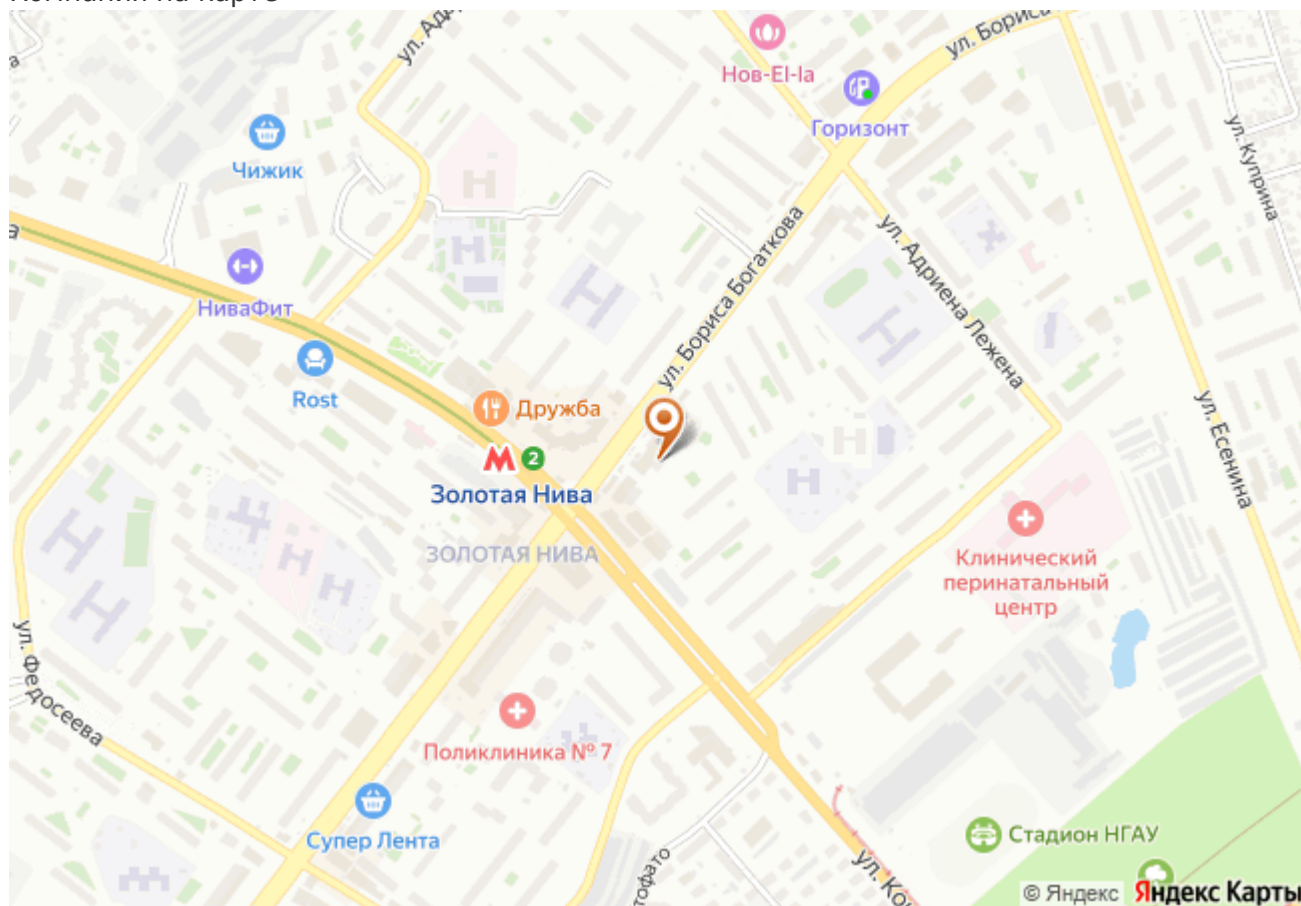 ул. Бориса
Нов-El-la
Горизонт
Чижик
ул. Куприна
НиваФит
ул. Бориса Богаткова
ул. Адриена Лежена
Rost
Дружба
ул. Есенина
2
Золотая Нива
ЗОЛОТАЯ НИВА
Клинический
перинатальный
центр
ул. Федосеева
Поликлиника № 7
Супер Лента
Стадион НГАУ
© Яндекс Яндекс Карты